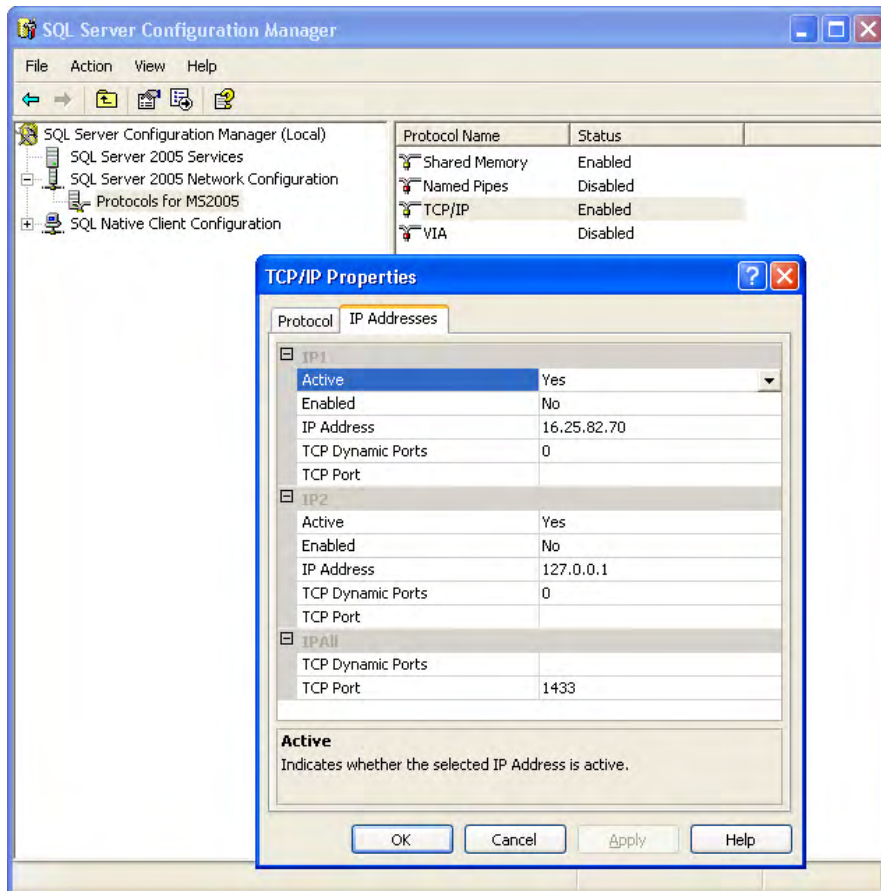 SQL Server Configuration Manager
File Action View Help
SQL Server Configuration Manager (Local)
SQL Server 2005 Services
SQL Server 2005 Network Configuration
Protocols for MS2005
SQL Native Client Configuration
Protocol Name Status
Shared Memory Enabled
Named Pipes Disabled
TCP/IP Enabled
VIA Disabled
TCP/IP Properties
Protocol IP Addresses
IP1
Active Yes
Enabled No
IP Address 16.25.82.70
TCP Dynamic Ports 0
TCP Port
IP2
Active Yes
Enabled No
IP Address 127.0.0.1
TCP Dynamic Ports 0
TCP Port
IPAll
TCP Dynamic Ports
TCP Port 1433
Active
Indicates whether the selected IP Address is active.
OK Cancel Apply Help